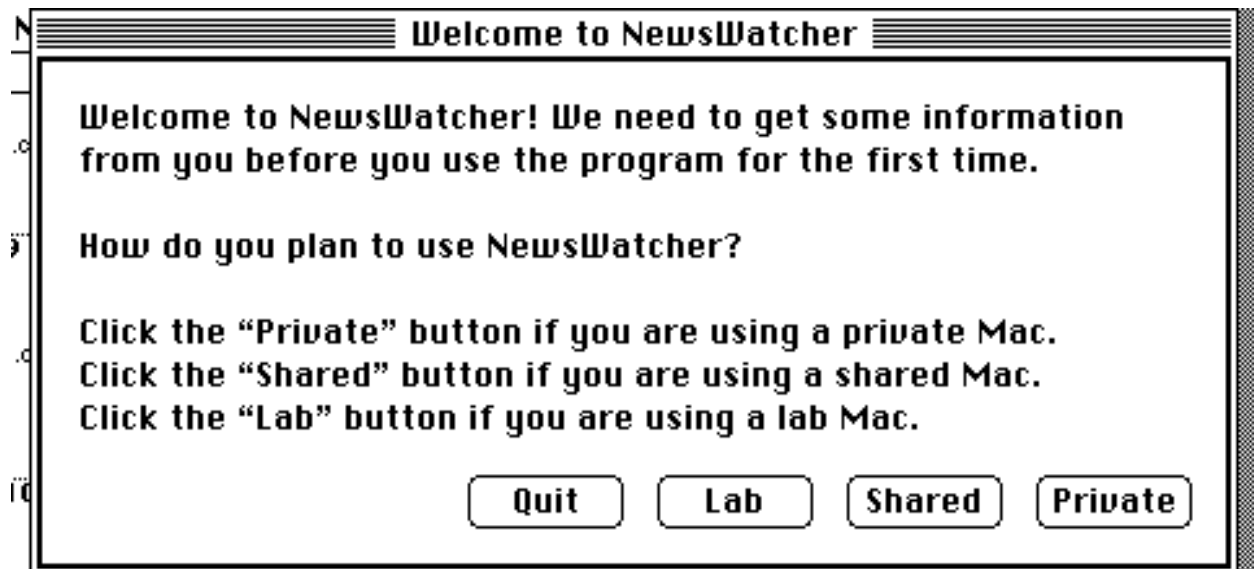 Welcome to NewsWatcher
Welcome to NewsWatcher! We need to get some information
from you before you use the program for the first time.
How do you plan to use NewsWatcher?
Click the “Private” button if you are using a private Mac.
Click the “Shared” button if you are using a shared Mac.
Click the “Lab” button if you are using a lab Mac.
Quit Lab Shared Private